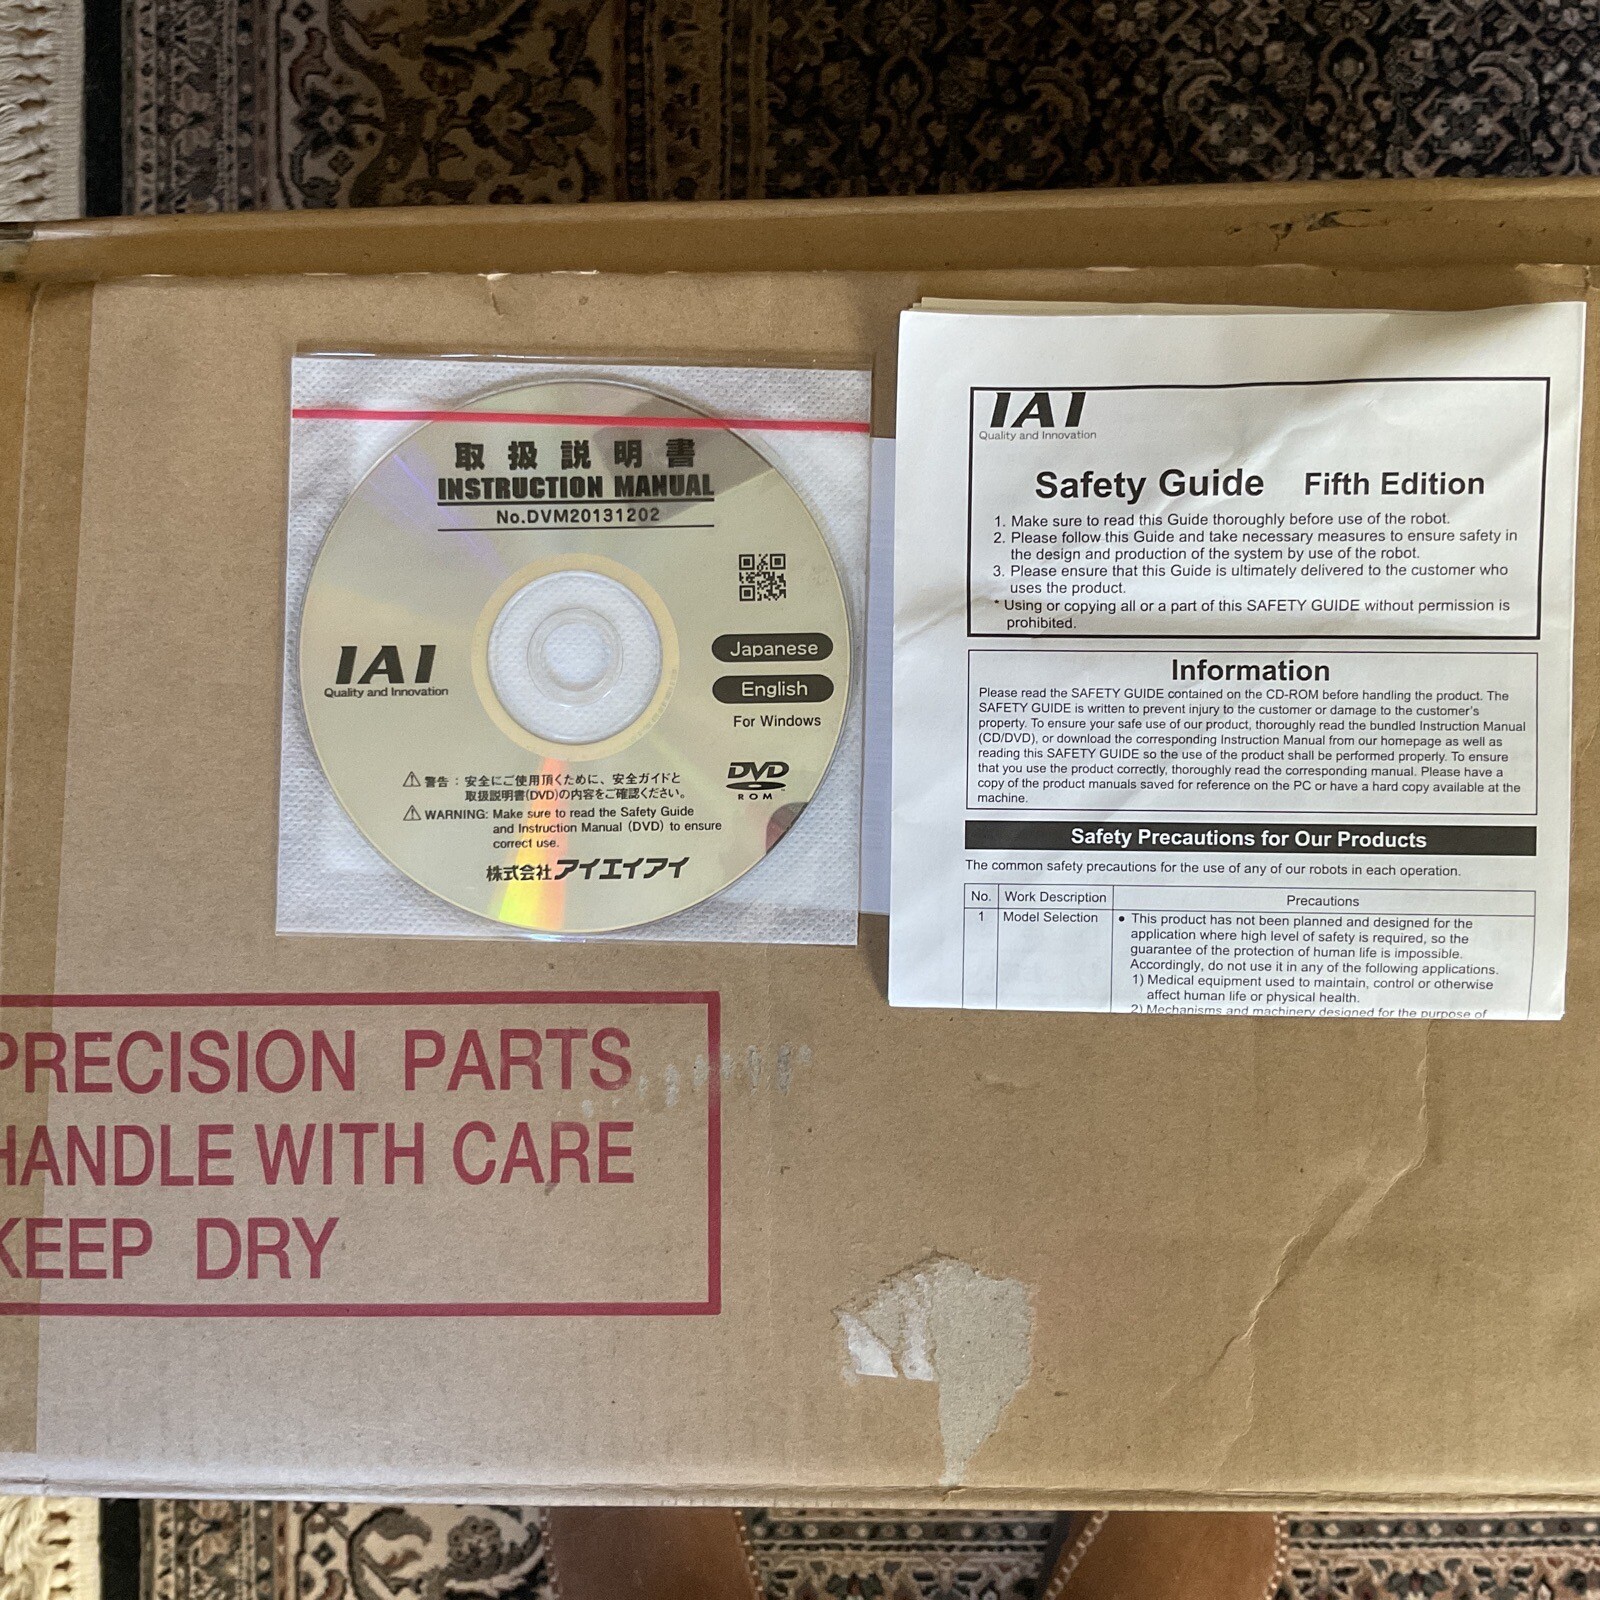 取扱説明書
INSTRUCTION MANUAL
No.DVM20131202
IAI
Quality and Innovation
Japanese
English
For Windows
DVD
ROM
⚠警告：安全にご使用頂くために、安全ガイドと
取扱説明書(DVD)の内容をご確認ください。
⚠WARNING: Make sure to read the Safety Guide
and Instruction Manual (DVD) to ensure
correct use.
株式会社アイエイアイ
IAI
Quality and Innovation
Safety Guide Fifth Edition
1. Make sure to read this Guide thoroughly before use of the robot.
2. Please follow this Guide and take necessary measures to ensure safety in
the design and production of the system by use of the robot.
3. Please ensure that this Guide is ultimately delivered to the customer who
uses the product.
* Using or copying all or a part of this SAFETY GUIDE without permission is
prohibited.
Information
Please read the SAFETY GUIDE contained on the CD-ROM before handling the product. The
SAFETY GUIDE is written to prevent injury to the customer or damage to the customer's
property. To ensure your safe use of our product, thoroughly read the bundled Instruction Manual
(CD/DVD), or download the corresponding Instruction Manual from our homepage as well as
reading this SAFETY GUIDE so the use of the product shall be performed properly. To ensure
that you use the product correctly, thoroughly read the corresponding manual. Please have a
copy of the product manuals saved for reference on the PC or have a hard copy available at the
machine.
Safety Precautions for Our Products
The common safety precautions for the use of any of our robots in each operation.
No. Work Description Precautions
1 Model Selection ● This product has not been planned and designed for the
application where high level of safety is required, so the
guarantee of the protection of human life is impossible.
Accordingly, do not use it in any of the following applications.
1) Medical equipment used to maintain, control or otherwise
affect human life or physical health.
2) Mechanisms and machinery designed for the purpose of
PRECISION PARTS
HANDLE WITH CARE
KEEP DRY